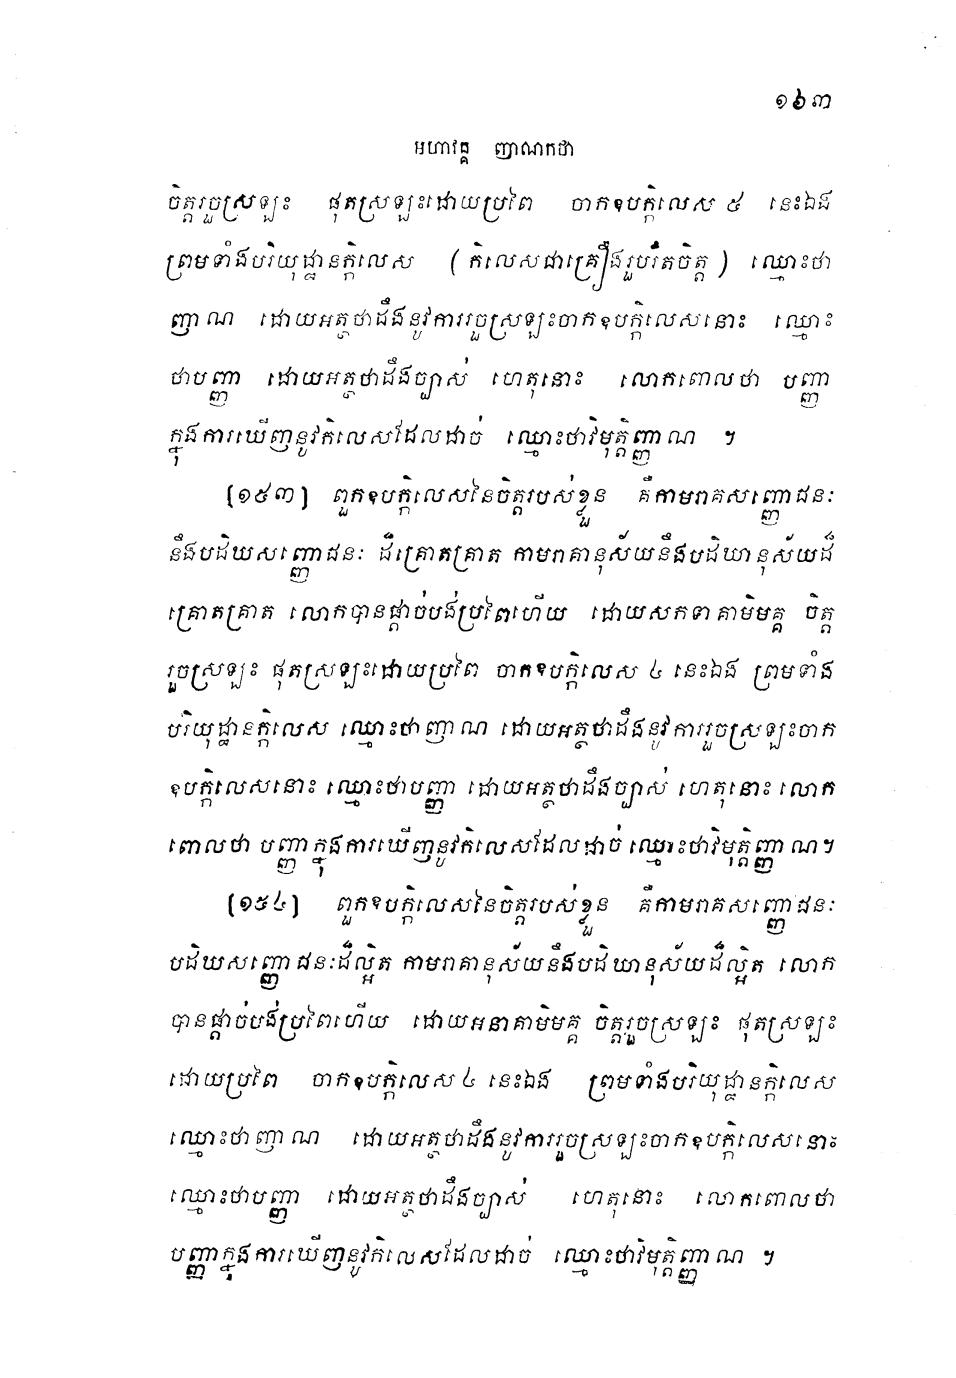 ១៦៣
មហាវគ្គ ញាណកថា
ចិត្តរួចស្រឡះ ផុតស្រឡះដោយប្រពៃ ចាកឧបក្កិលេស ៥ នេះឯង
ព្រមទាំងបរិយុដ្ឋានក្កិលេស (កិលេសជាគ្រឿងរួបរឹតចិត្ត) ឈ្មោះថា
ញាណ ដោយអត្ថថាដឹងនូវការរួចស្រឡះចាកឧបក្កិលេសនោះ ឈ្មោះ
ថាបញ្ញា ដោយអត្ថថាដឹងច្បាស់ ហេតុនោះ លោកពោលថា បញ្ញា
ក្នុងការឃើញនូវកិលេសដែលដាច់ ឈ្មោះថាវិមុត្តិញ្ញាណ ។
(១៥៣) ពួកឧបក្កិលេសនៃចិត្តរបស់ខ្លួន គឺកាមរាគសញ្ញោជនៈ
នឹងបដិឃសញ្ញោជនៈ ដ៏គ្រោតគ្រាត កាមរាគានុស័យនឹងបដិឃានុស័យដ៏
គ្រោតគ្រាត លោកបានផ្តាច់បង់ប្រពៃហើយ ដោយសកទាគាមិមគ្គ ចិត្ត
រួចស្រឡះ ផុតស្រឡះដោយប្រពៃ ចាកឧបក្កិលេស ៤ នេះឯង ព្រមទាំង
បរិយុដ្ឋានក្កិលេស ឈ្មោះថាញាណ ដោយអត្ថថាដឹងនូវការរួចស្រឡះចាក
ឧបក្កិលេសនោះ ឈ្មោះថាបញ្ញា ដោយអត្ថថាដឹងច្បាស់ ហេតុនោះ លោក
ពោលថា បញ្ញាក្នុងការឃើញនូវកិលេសដែលដាច់ ឈ្មោះថាវិមុត្តិញ្ញាណ។
(១៥៤) ពួកឧបក្កិលេសនៃចិត្តរបស់ខ្លួន គឺកាមរាគសញ្ញោជនៈ
បដិឃសញ្ញោជនៈដ៏ល្អិត កាមរាគានុស័យនឹងបដិឃានុស័យដ៏ល្អិត លោក
បានផ្តាច់បង់ប្រពៃហើយ ដោយអនាគាមិមគ្គ ចិត្តរួចស្រឡះ ផុតស្រឡះ
ដោយប្រពៃ ចាកឧបក្កិលេស ៤ នេះឯង ព្រមទាំងបរិយុដ្ឋានក្កិលេស
ឈ្មោះថាញាណ ដោយអត្ថថាដឹងនូវការរួចស្រឡះចាកឧបក្កិលេសនោះ
ឈ្មោះថាបញ្ញា ដោយអត្ថថាដឹងច្បាស់ ហេតុនោះ លោកពោលថា
បញ្ញាក្នុងការឃើញនូវកិលេសដែលដាច់ ឈ្មោះថាវិមុត្តិញ្ញាណ ។